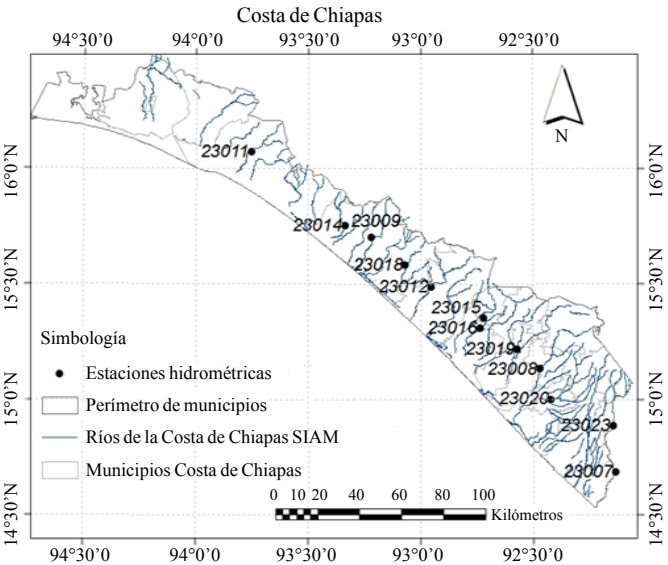 Costa de Chiapas
94°30'0 94°0'0 93°30'0 93°0'0 92°30'0
16°0'N 16°0'N
15°30'N 15°30'N
15°0'N 15°0'N
14°30'N 14°30'N
N
23011
23014 23009
23018
23012
23015
23016
23019
23008
23020
23023
23007
Simbología
Estaciones hidrométricas
Perímetro de municipios
Ríos de la Costa de Chiapas SIAM
Municipios Costa de Chiapas
0 10 20 40 60 80 100
Kilómetros
94°30'0 94°0'0 93°30'0 93°0'0 92°30'0